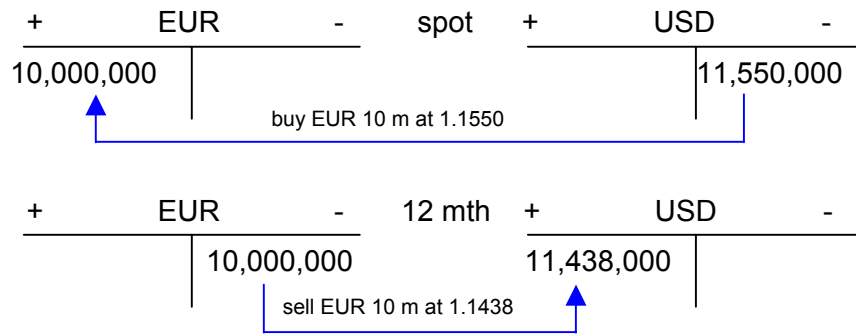 + EUR - spot + USD -
10,000,000 11,550,000
buy EUR 10 m at 1.1550
+ EUR - 12 mth + USD -
10,000,000 11,438,000
sell EUR 10 m at 1.1438